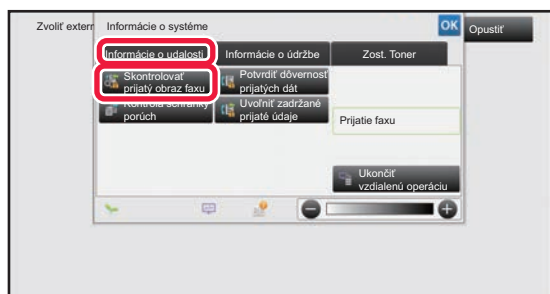 Zvoliť extern
Informácie o systéme
OK
Opustiť
Informácie o udalosti
Informácie o údržbe
Zost. Toner
Skontrolovať
prijatý obraz faxu
Potvrdiť dôvernosť
prijatých dát
Kontrola schránky
porúch
Uvoľniť zadržané
prijaté údaje
Prijatie faxu
Ukončiť
vzdialenú operáciu